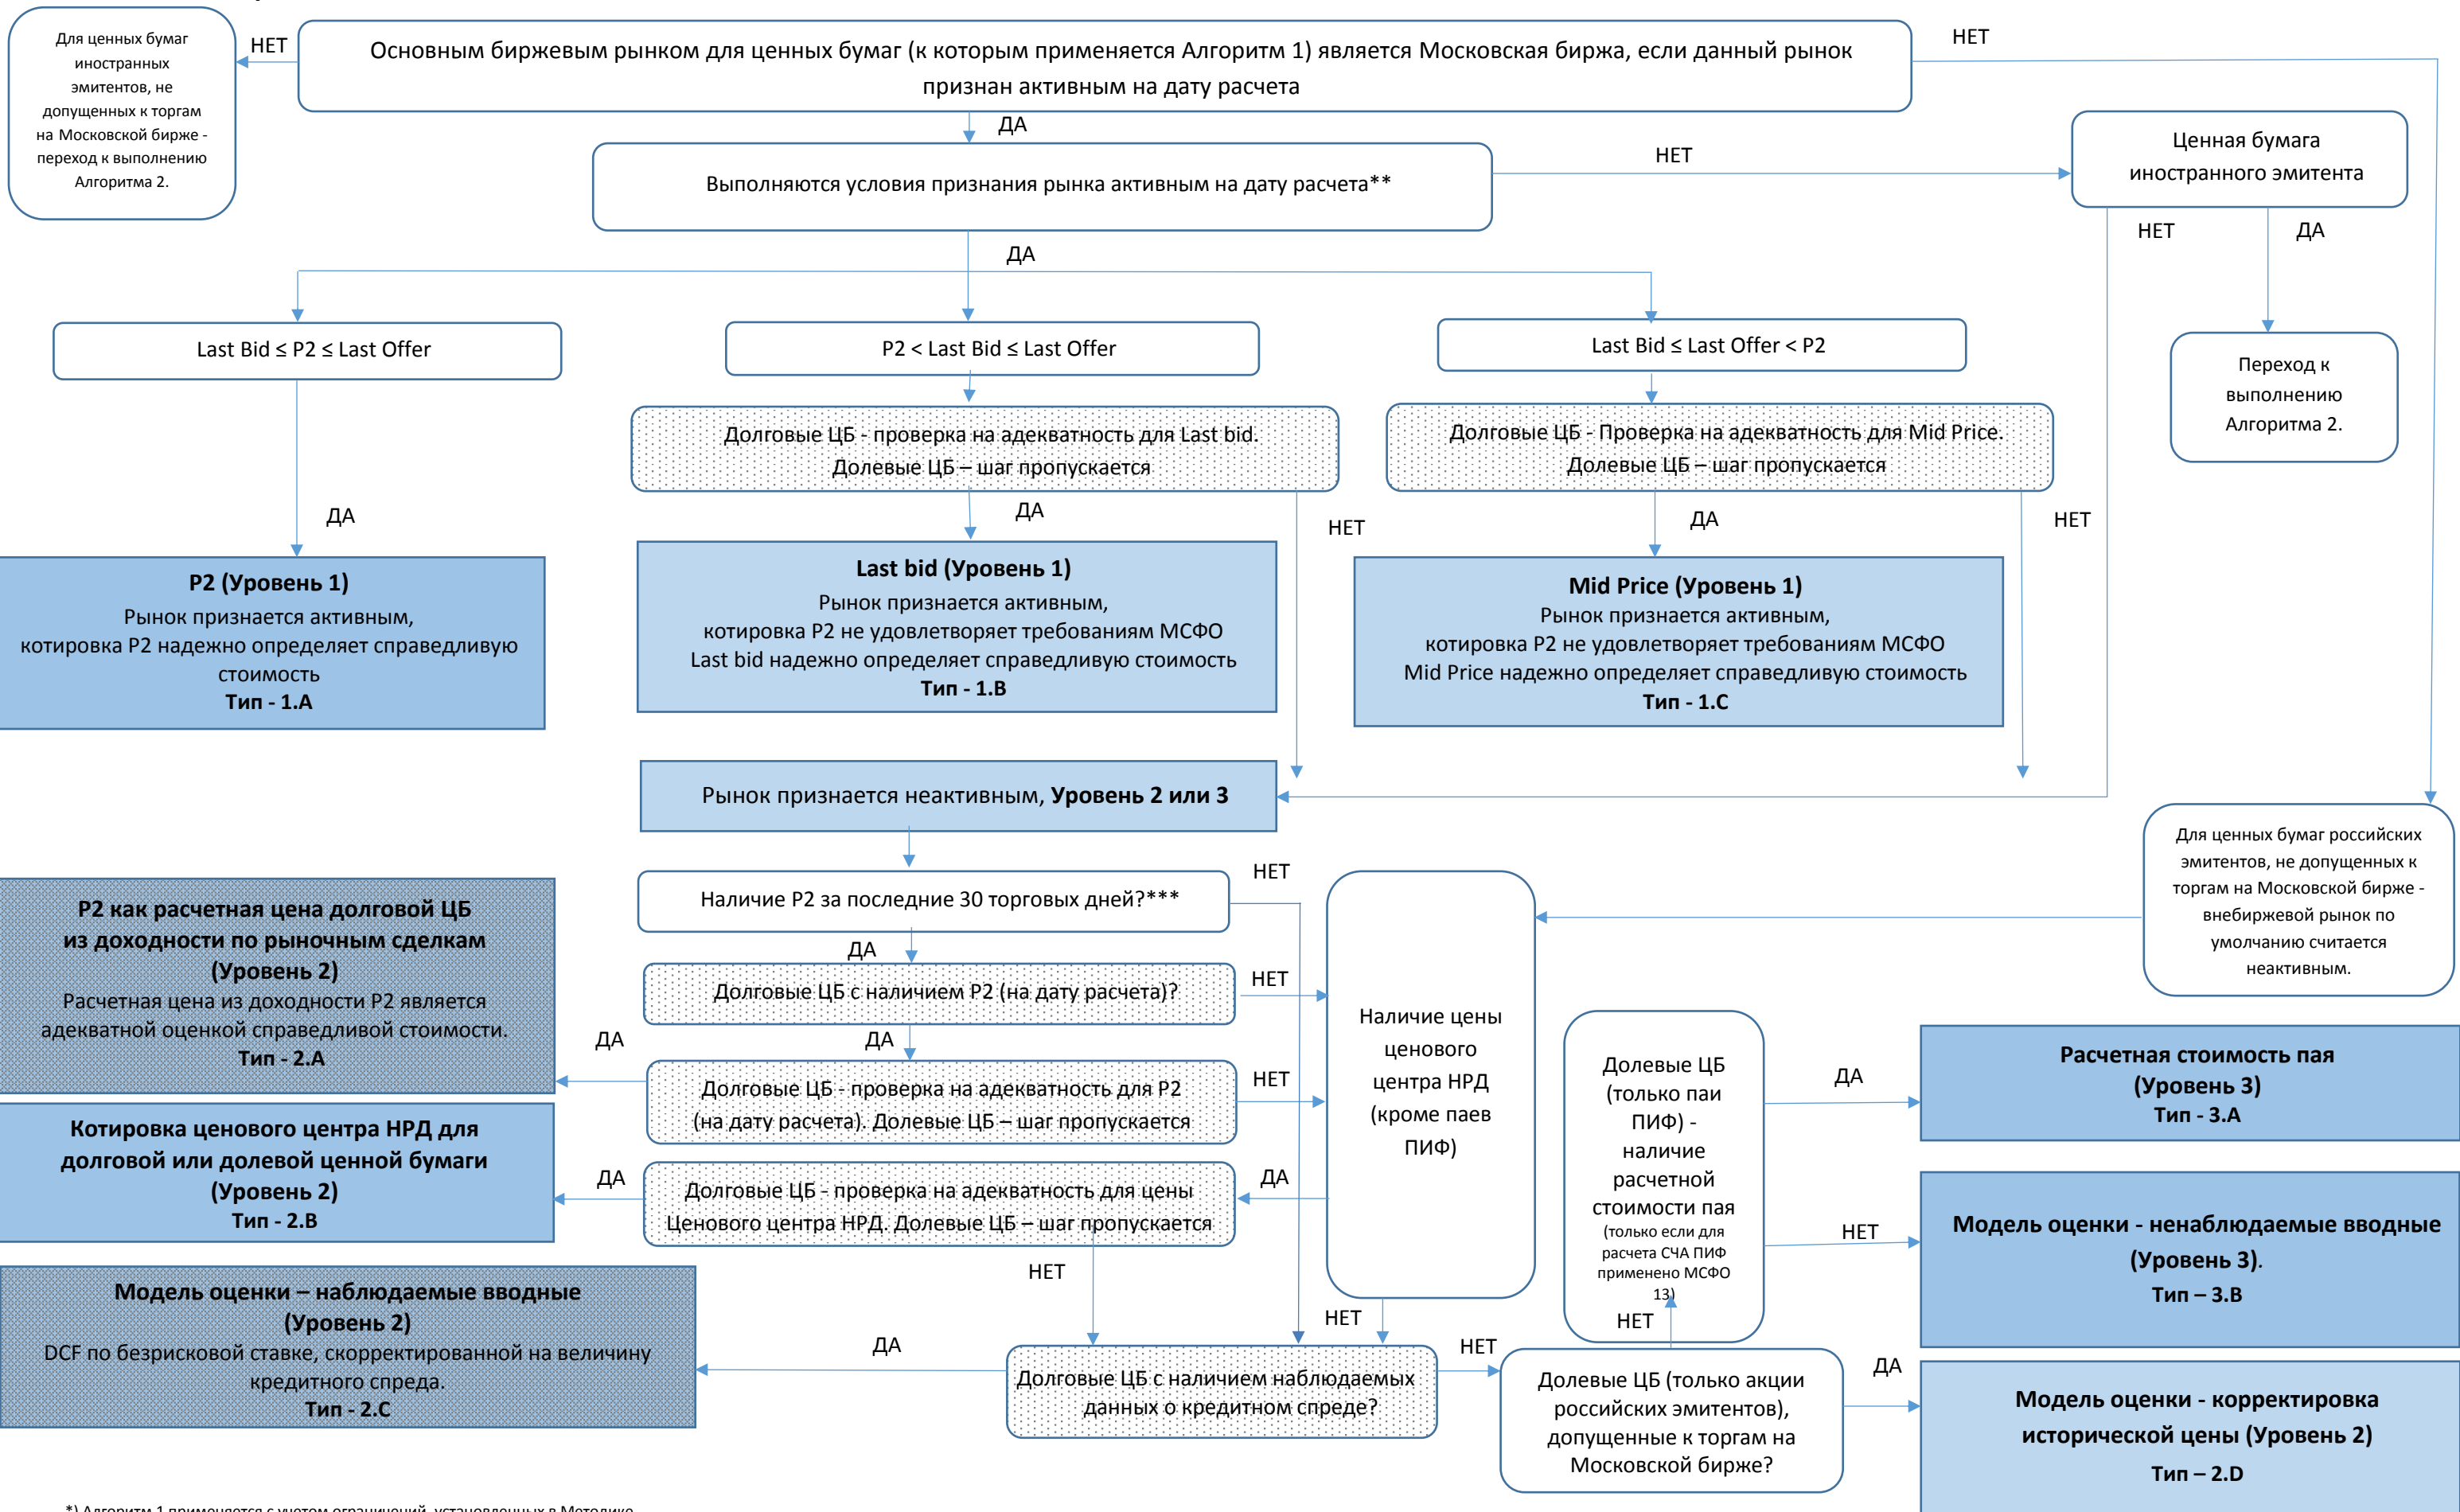 Для ценных бумаг
иностранных
эмитентов, не
допущенных к торгам
на Московской бирже -
переход к выполнению
Алгоритма 2.
НЕТ
Основным биржевым рынком для ценных бумаг (к которым применяется Алгоритм 1) является Московская биржа, если данный рынок
признан активным на дату расчета
НЕТ
ДА
Выполняются условия признания рынка активным на дату расчета**
НЕТ
Ценная бумага
иностранного эмитента
НЕТ
ДА
ДА
Last Bid ≤ P2 ≤ Last Offer
P2 < Last Bid ≤ Last Offer
Last Bid ≤ Last Offer < P2
Переход к
выполнению
Алгоритма 2.
Долговые ЦБ - проверка на адекватность для Last bid.
Долевые ЦБ – шаг пропускается
Долговые ЦБ - Проверка на адекватность для Mid Price.
Долевые ЦБ – шаг пропускается
ДА
ДА
НЕТ
ДА
НЕТ
P2 (Уровень 1)
Рынок признается активным,
котировка P2 надежно определяет справедливую
стоимость
Тип - 1.A
Last bid (Уровень 1)
Рынок признается активным,
котировка P2 не удовлетворяет требованиям МСФО
Last bid надежно определяет справедливую стоимость
Тип - 1.B
Mid Price (Уровень 1)
Рынок признается активным,
котировка P2 не удовлетворяет требованиям МСФО
Mid Price надежно определяет справедливую стоимость
Тип - 1.C
Рынок признается неактивным, Уровень 2 или 3
Для ценных бумаг российских
эмитентов, не допущенных к
торгам на Московской бирже -
внебиржевой рынок по
умолчанию считается
неактивным.
Наличие P2 за последние 30 торговых дней?***
НЕТ
ДА
Долговые ЦБ с наличием P2 (на дату расчета)?
НЕТ
ДА
P2 как расчетная цена долговой ЦБ
из доходности по рыночным сделкам
(Уровень 2)
Расчетная цена из доходности P2 является
адекватной оценкой справедливой стоимости.
Тип - 2.A
ДА
Долговые ЦБ - проверка на адекватность для P2
(на дату расчета). Долевые ЦБ – шаг пропускается
НЕТ
Наличие цены
ценового
центра НРД
(кроме паев
ПИФ)
Котировка ценового центра НРД для
долговой или долевой ценной бумаги
(Уровень 2)
Тип - 2.B
ДА
Долговые ЦБ - проверка на адекватность для цены
Ценового центра НРД. Долевые ЦБ – шаг пропускается
ДА
НЕТ
НЕТ
Долевые ЦБ
(только паи
ПИФ) -
наличие
расчетной
стоимости пая
(только если для
расчета СЧА ПИФ
применено МСФО
13)
ДА
Расчетная стоимость пая
(Уровень 3)
Тип - 3.A
НЕТ
Модель оценки - ненаблюдаемые вводные
(Уровень 3).
Тип – 3.B
НЕТ
Модель оценки – наблюдаемые вводные
(Уровень 2)
DCF по безрисковой ставке, скорректированной на величину
кредитного спреда.
Тип - 2.C
ДА
Долговые ЦБ с наличием наблюдаемых
данных о кредитном спреде?
НЕТ
Долевые ЦБ (только акции
российских эмитентов),
допущенные к торгам на
Московской бирже?
ДА
Модель оценки - корректировка
исторической цены (Уровень 2)
Тип – 2.D
*) Алгоритм 1 применяется с учетом ограничений, установленных в Методике